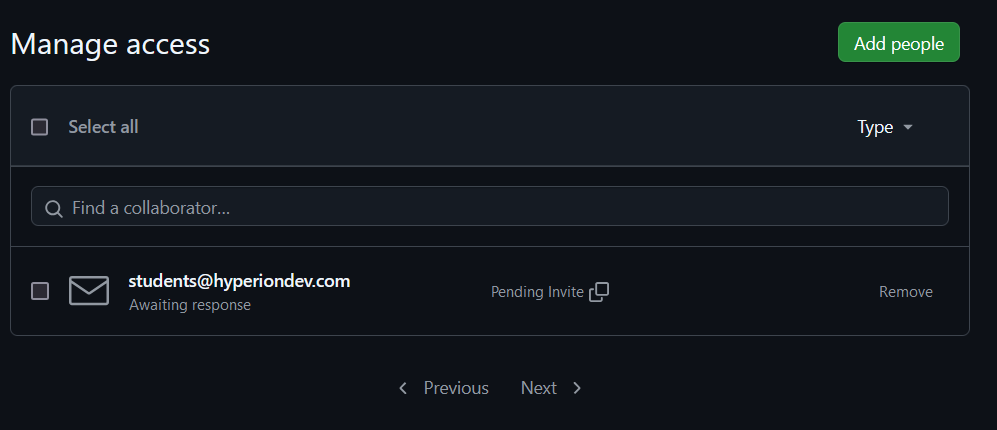 Manage access
Add people
Select all
Type
Find a collaborator...
students@hyperiondev.com
Awaiting response
Pending Invite
Remove
Previous
Next